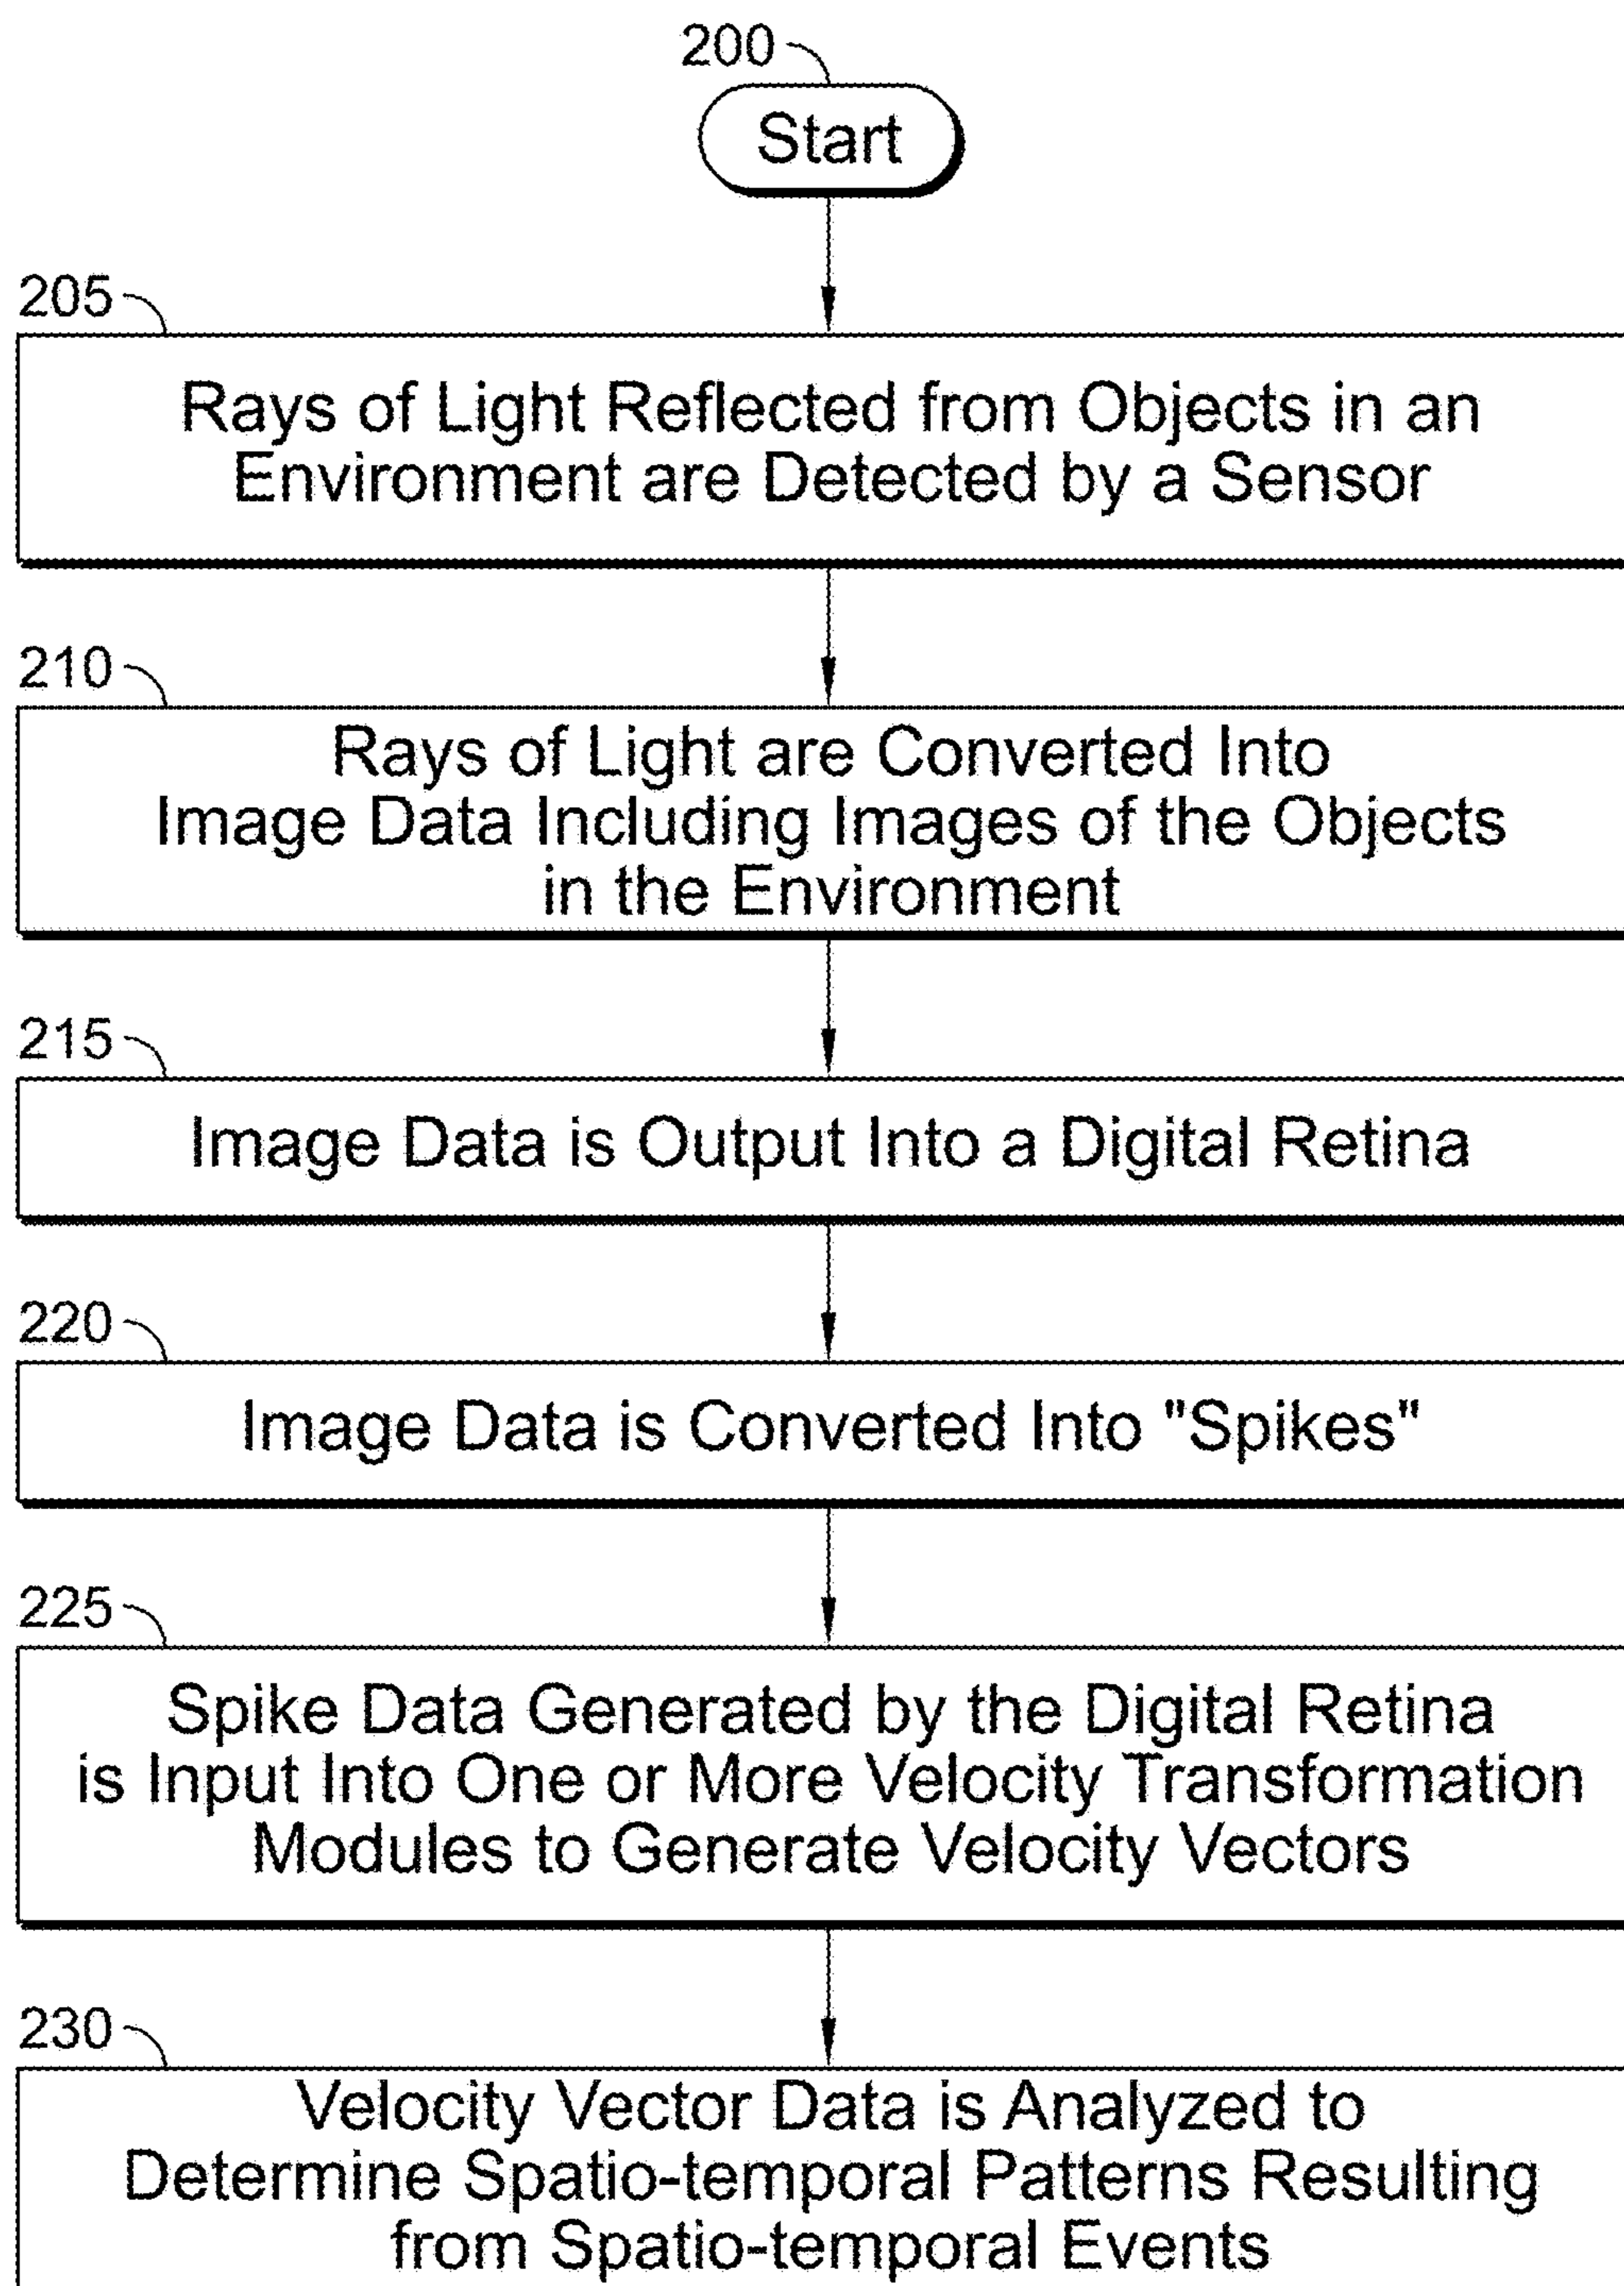 200
Start
205
Rays of Light Reflected from Objects in an
Environment are Detected by a Sensor
210
Rays of Light are Converted Into
Image Data Including Images of the Objects
in the Environment
215
Image Data is Output Into a Digital Retina
220
Image Data is Converted Into "Spikes"
225
Spike Data Generated by the Digital Retina
is Input Into One or More Velocity Transformation
Modules to Generate Velocity Vectors
230
Velocity Vector Data is Analyzed to
Determine Spatio-temporal Patterns Resulting
from Spatio-temporal Events